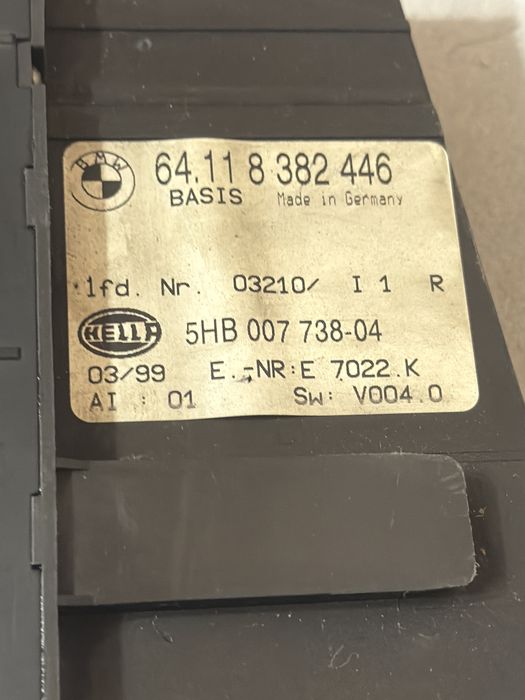 BMW
64.11 8 382 446
BASIS Made in Germany
lfd. Nr. 03210/ I 1 R
HELLA 5HB 007 738-04
03/99 E.-NR:E 7022.K
AI : 01 SW: V004.0